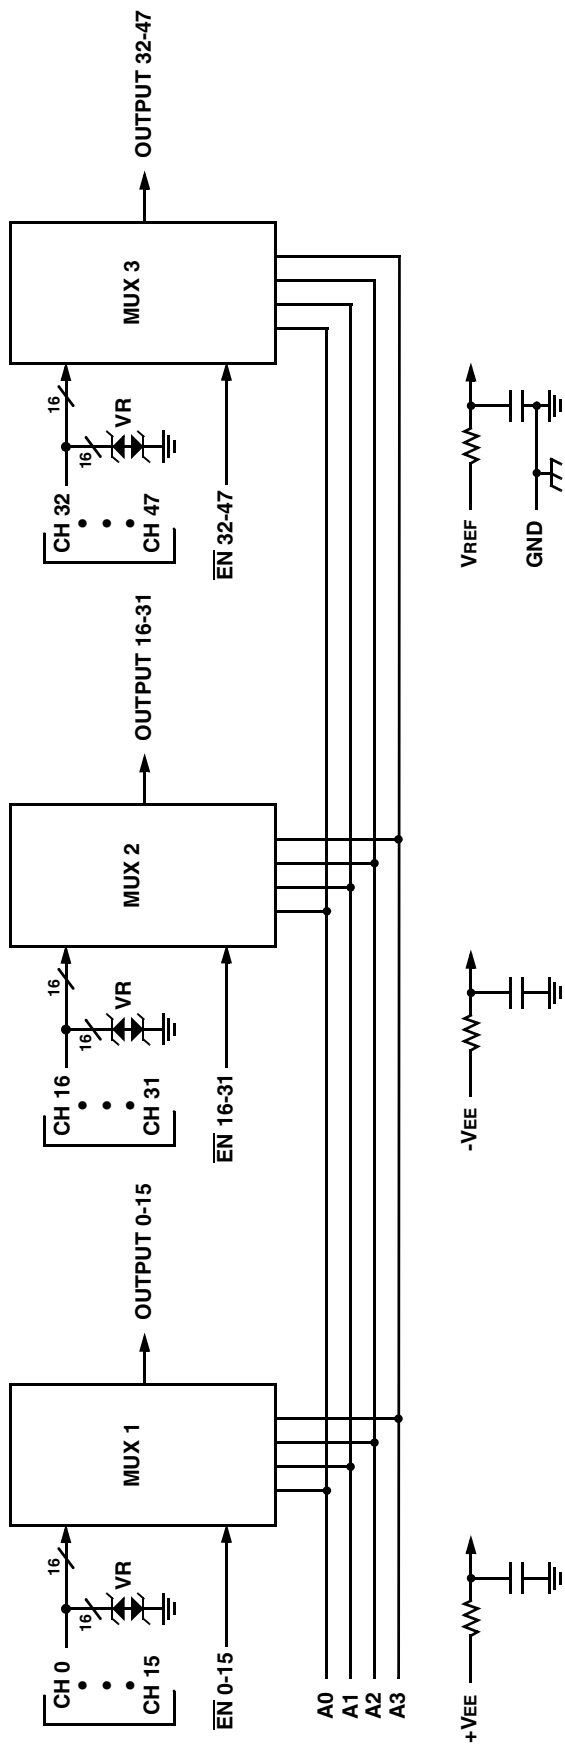 CH 0
CH 15
EN 0-15
16
16
VR
MUX 1
OUTPUT 0-15
CH 16
CH 31
EN 16-31
16
16
VR
MUX 2
OUTPUT 16-31
CH 32
CH 47
EN 32-47
16
16
VR
MUX 3
OUTPUT 32-47
A0
A1
A2
A3
+VEE
-VEE
VREF
GND